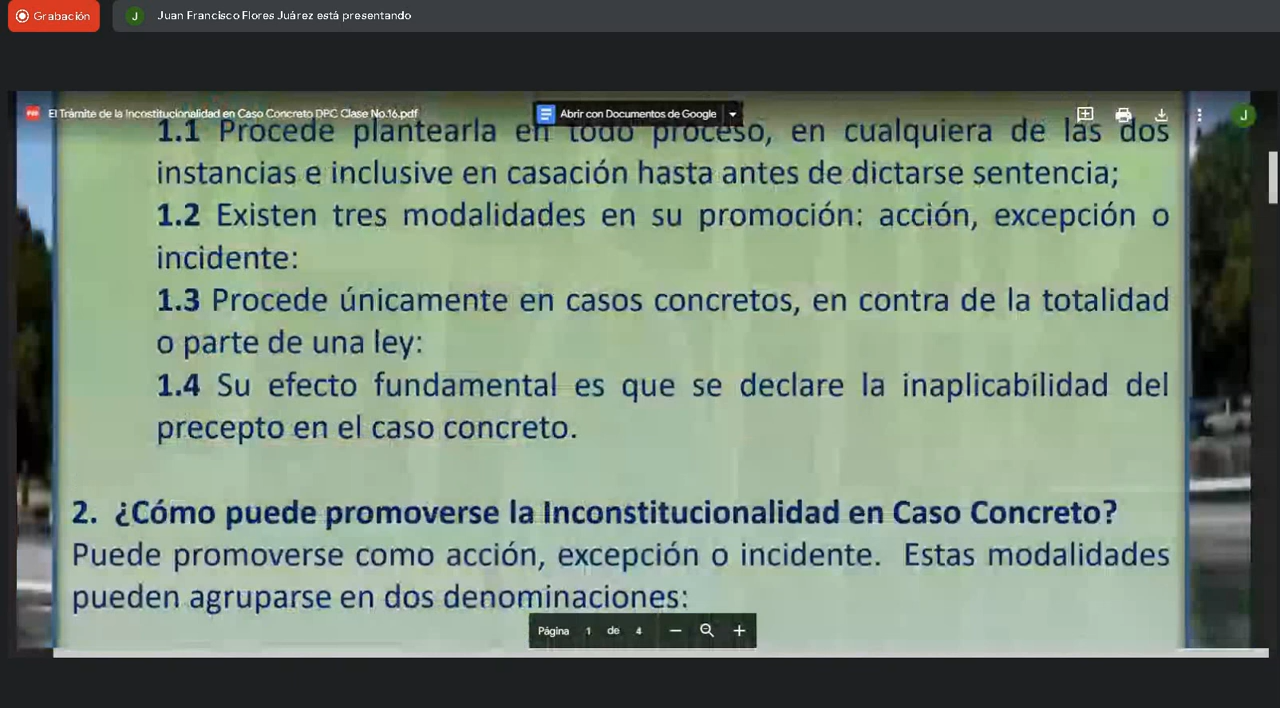 Grabación
J Juan Francisco Flores Juárez está presentando
El Trámite de la Incostitucionalidad en Caso Concreto DPC Clase No.16.pdf
Abrir con Documentos de Google
J
1.1 Procede plantearla en todo proceso, en cualquiera de las dos
instancias e inclusive en casación hasta antes de dictarse sentencia;
1.2 Existen tres modalidades en su promoción: acción, excepción o
incidente:
1.3 Procede únicamente en casos concretos, en contra de la totalidad
o parte de una ley:
1.4 Su efecto fundamental es que se declare la inaplicabilidad del
precepto en el caso concreto.
2. ¿Cómo puede promoverse la Inconstitucionalidad en Caso Concreto?
Puede promoverse como acción, excepción o incidente. Estas modalidades
pueden agruparse en dos denominaciones:
Página 1 de 4